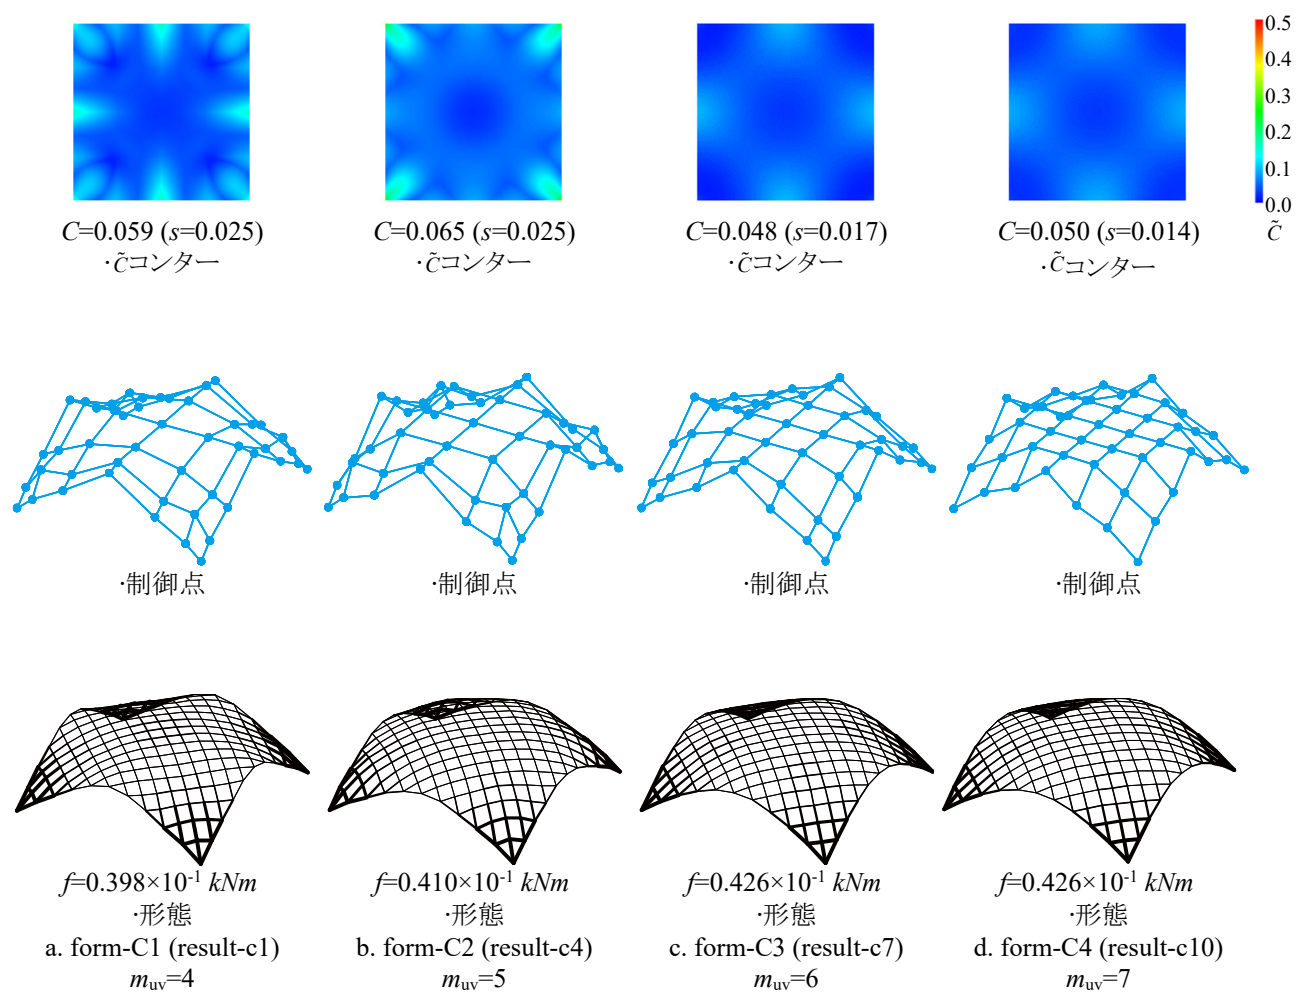 0.5
0.4
0.3
0.2
0.1
0.0
C̃
C=0.059 (s=0.025)
·C̃コンター
C=0.065 (s=0.025)
·C̃コンター
C=0.048 (s=0.017)
·C̃コンター
C=0.050 (s=0.014)
·C̃コンター
·制御点
·制御点
·制御点
·制御点
f=0.398×10⁻¹ kNm
·形態
a. form-C1 (result-c1)
m_uv=4
f=0.410×10⁻¹ kNm
·形態
b. form-C2 (result-c4)
m_uv=5
f=0.426×10⁻¹ kNm
·形態
c. form-C3 (result-c7)
m_uv=6
f=0.426×10⁻¹ kNm
·形態
d. form-C4 (result-c10)
m_uv=7